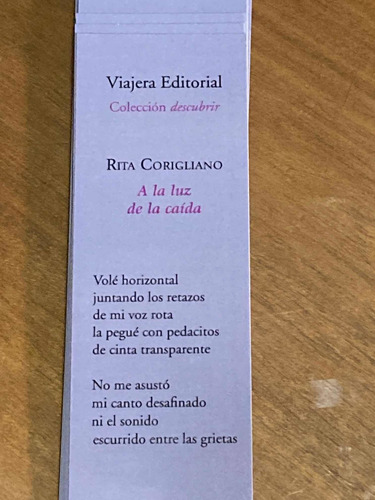 Viajera Editorial
Colección descubrir
Rita Corigliano
A la luz
de la caída
Volé horizontal
juntando los retazos
de mi voz rota
la pegué con pedacitos
de cinta transparente
No me asustó
mi canto desafinado
ni el sonido
escurrido entre las grietas